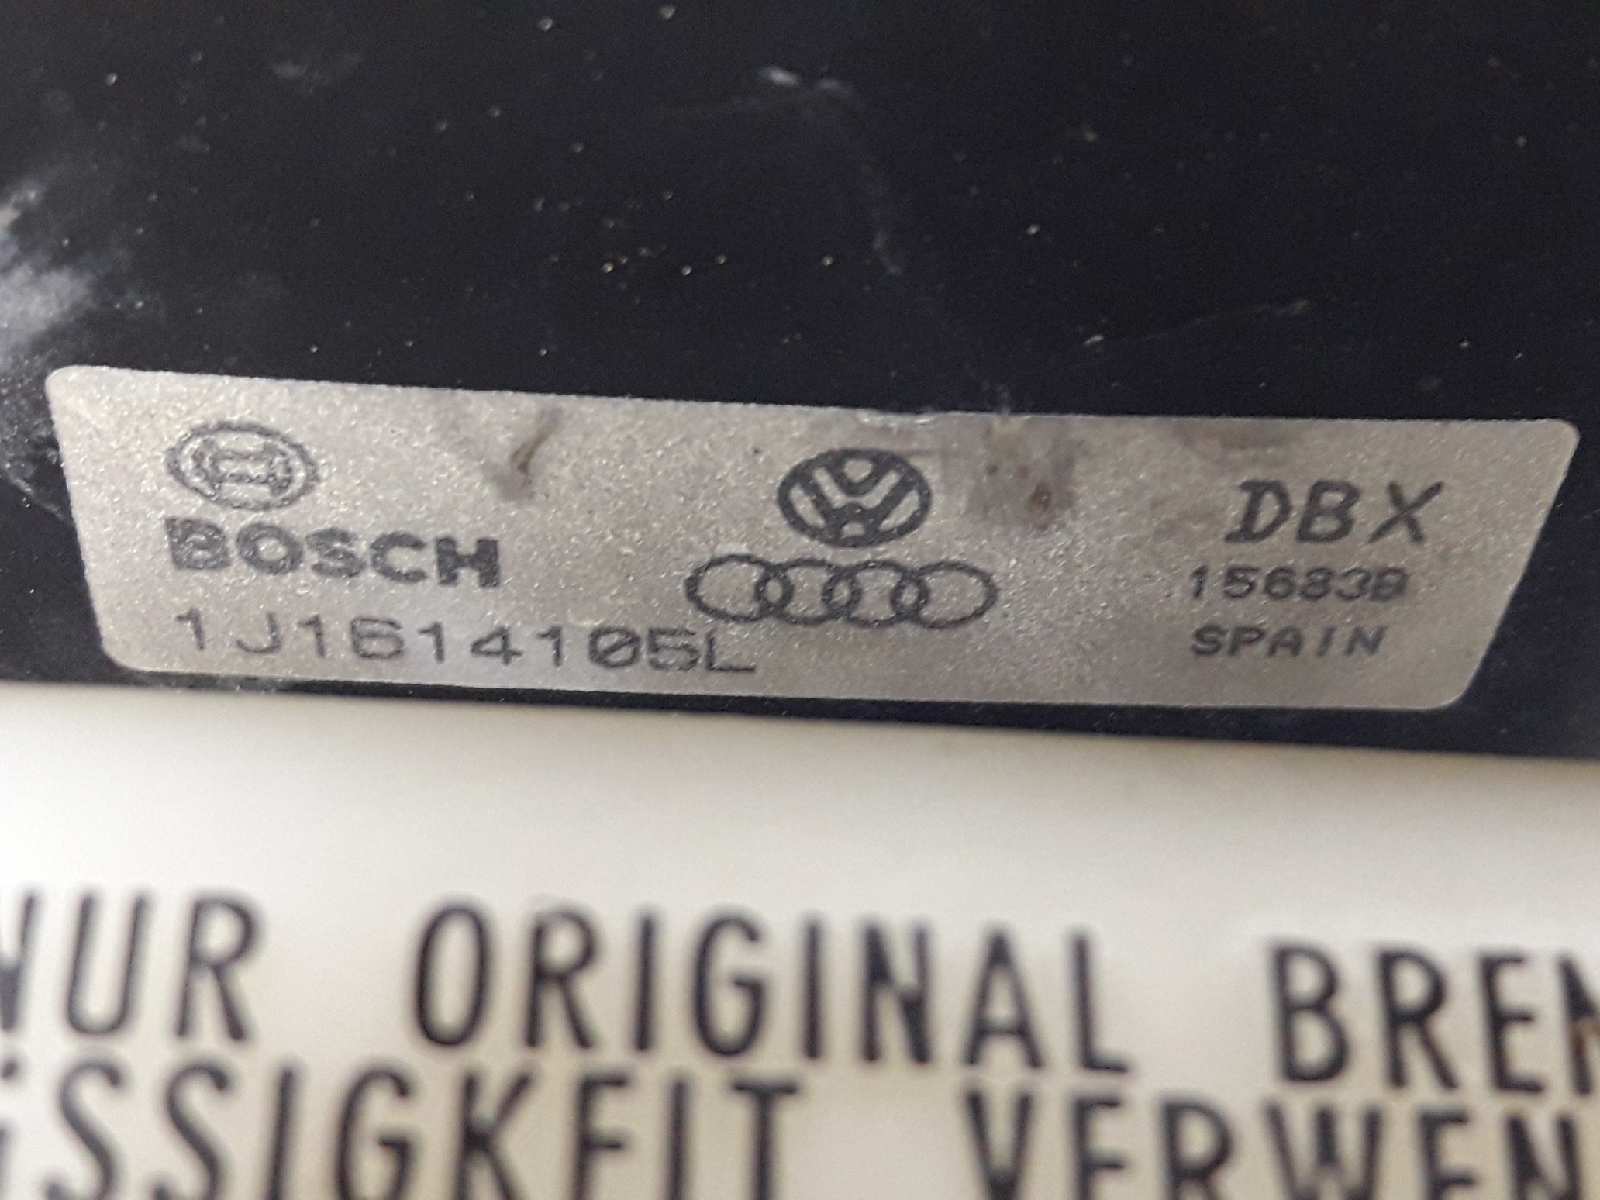 BOSCH
DBX
15683B
1J1614105L
SPAIN
NUR ORIGINAL BREM
SSIGKEIT VERWEN